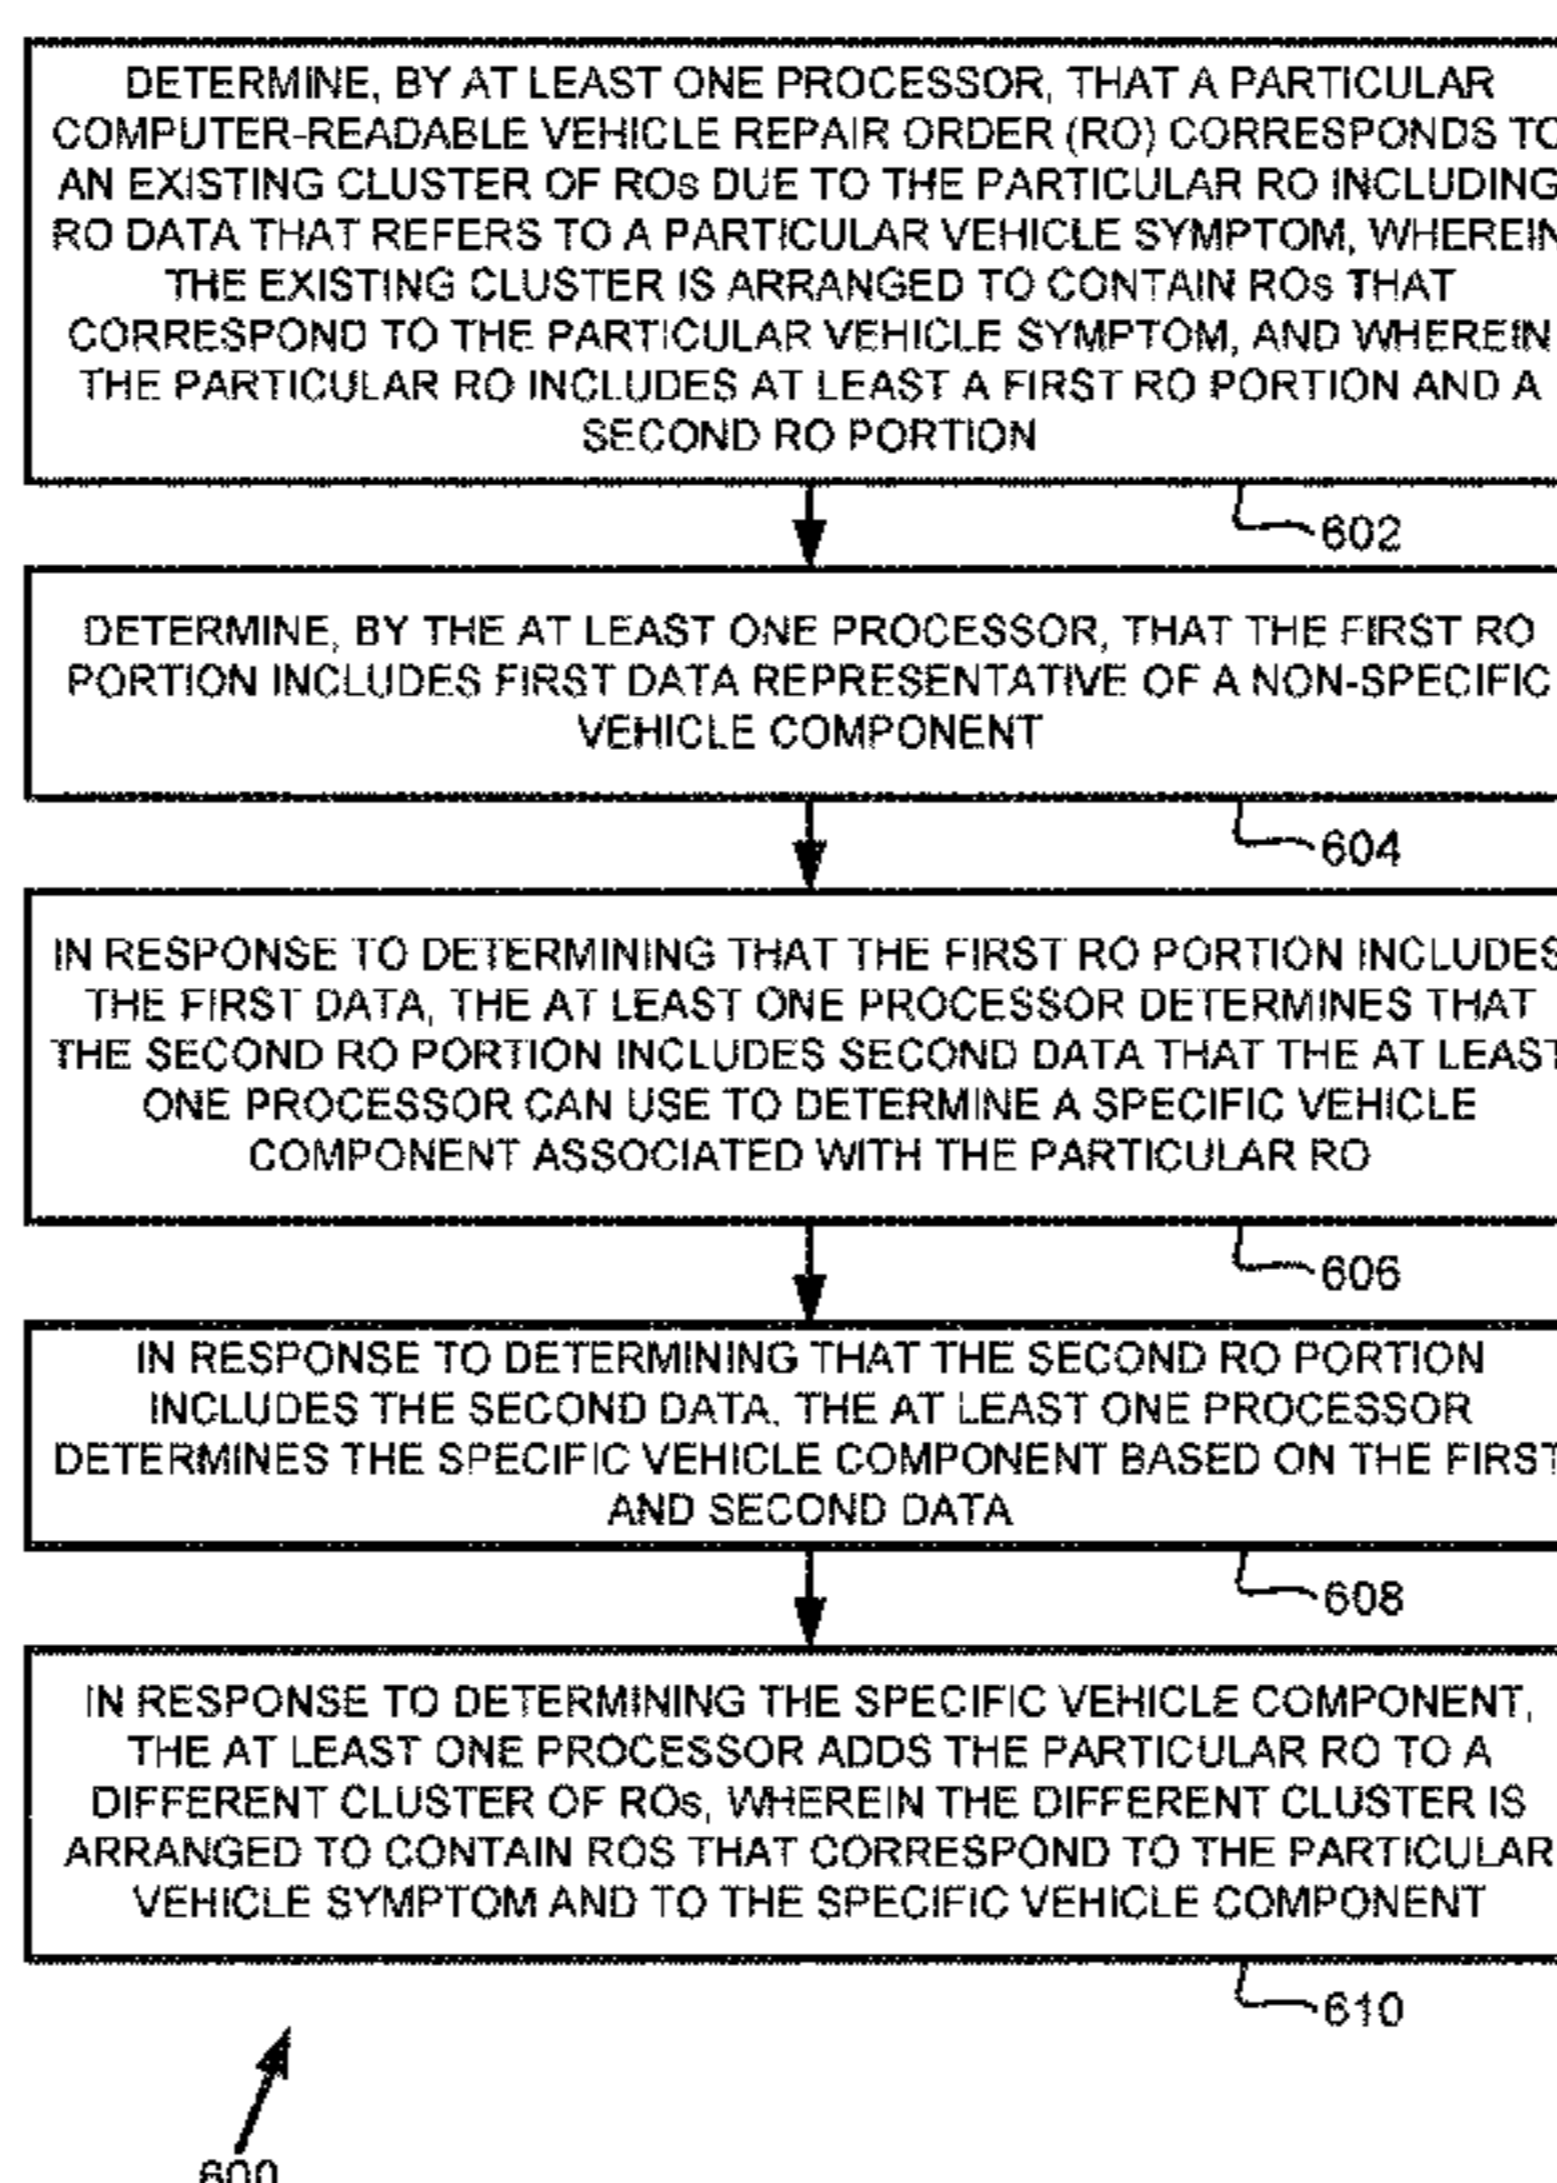 DETERMINE, BY AT LEAST ONE PROCESSOR, THAT A PARTICULAR
COMPUTER-READABLE VEHICLE REPAIR ORDER (RO) CORRESPONDS TO
AN EXISTING CLUSTER OF ROs DUE TO THE PARTICULAR RO INCLUDING
RO DATA THAT REFERS TO A PARTICULAR VEHICLE SYMPTOM, WHEREIN
THE EXISTING CLUSTER IS ARRANGED TO CONTAIN ROs THAT
CORRESPOND TO THE PARTICULAR VEHICLE SYMPTOM, AND WHEREIN
THE PARTICULAR RO INCLUDES AT LEAST A FIRST RO PORTION AND A
SECOND RO PORTION
602
DETERMINE, BY THE AT LEAST ONE PROCESSOR, THAT THE FIRST RO
PORTION INCLUDES FIRST DATA REPRESENTATIVE OF A NON-SPECIFIC
VEHICLE COMPONENT
604
IN RESPONSE TO DETERMINING THAT THE FIRST RO PORTION INCLUDES
THE FIRST DATA, THE AT LEAST ONE PROCESSOR DETERMINES THAT
THE SECOND RO PORTION INCLUDES SECOND DATA THAT THE AT LEAST
ONE PROCESSOR CAN USE TO DETERMINE A SPECIFIC VEHICLE
COMPONENT ASSOCIATED WITH THE PARTICULAR RO
606
IN RESPONSE TO DETERMINING THAT THE SECOND RO PORTION
INCLUDES THE SECOND DATA, THE AT LEAST ONE PROCESSOR
DETERMINES THE SPECIFIC VEHICLE COMPONENT BASED ON THE FIRST
AND SECOND DATA
608
IN RESPONSE TO DETERMINING THE SPECIFIC VEHICLE COMPONENT,
THE AT LEAST ONE PROCESSOR ADDS THE PARTICULAR RO TO A
DIFFERENT CLUSTER OF ROs, WHEREIN THE DIFFERENT CLUSTER IS
ARRANGED TO CONTAIN ROS THAT CORRESPOND TO THE PARTICULAR
VEHICLE SYMPTOM AND TO THE SPECIFIC VEHICLE COMPONENT
610
600